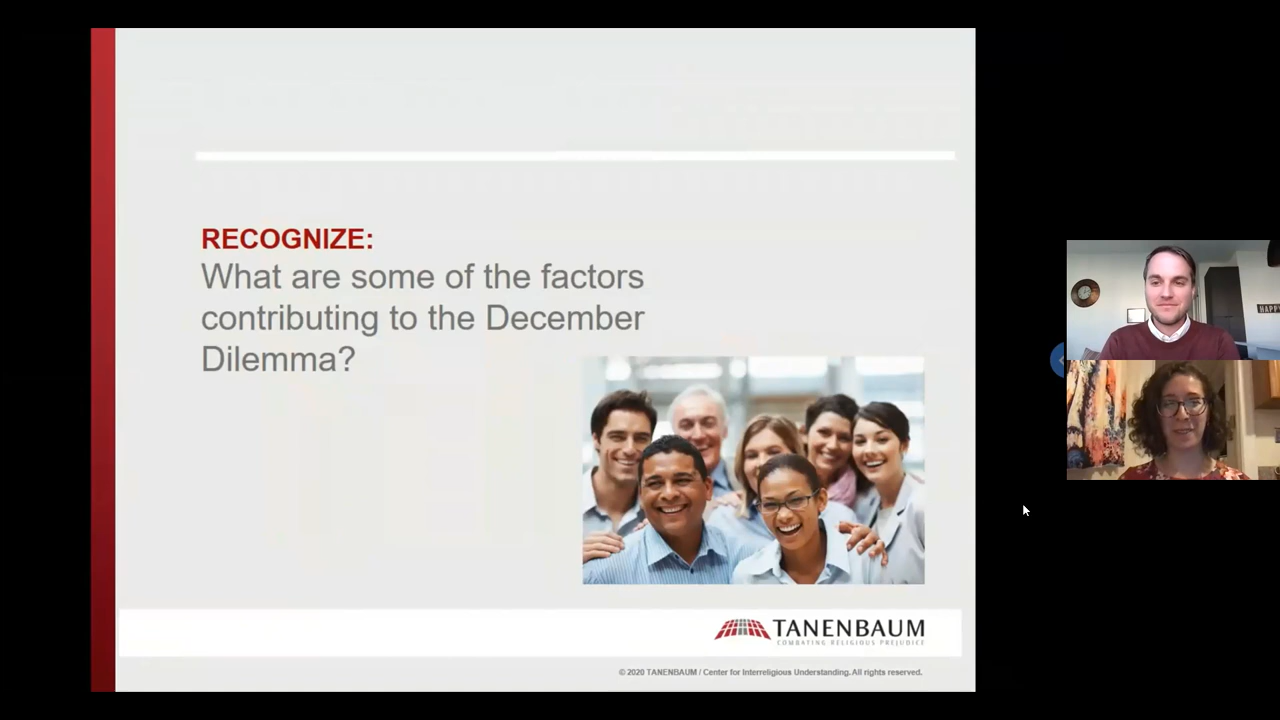 RECOGNIZE:
What are some of the factors
contributing to the December
Dilemma?
HAPP
TANENBAUM
COMBATING RELIGIOUS PREJUDICE
© 2020 TANENBAUM / Center for Interreligious Understanding. All rights reserved.